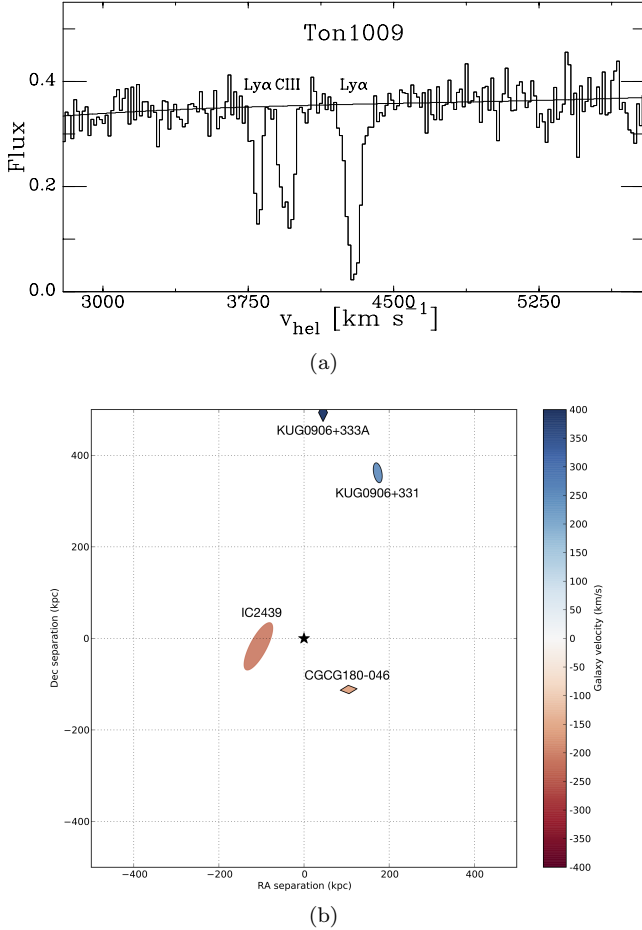 Ton1009
Lyα CIII Lyα
0.4
0.2
0.0
Flux
3000 3750 4500 5250
v_hel [km s⁻¹]
(a)
KUG0906+333A
KUG0906+331
IC2439
CGCG180-046
400
200
0
−200
−400
Dec separation (kpc)
−400 −200 0 200 400
RA separation (kpc)
400
350
300
250
200
150
100
50
0
-50
-100
-150
-200
-250
-300
-350
-400
Galaxy velocity (km/s)
(b)